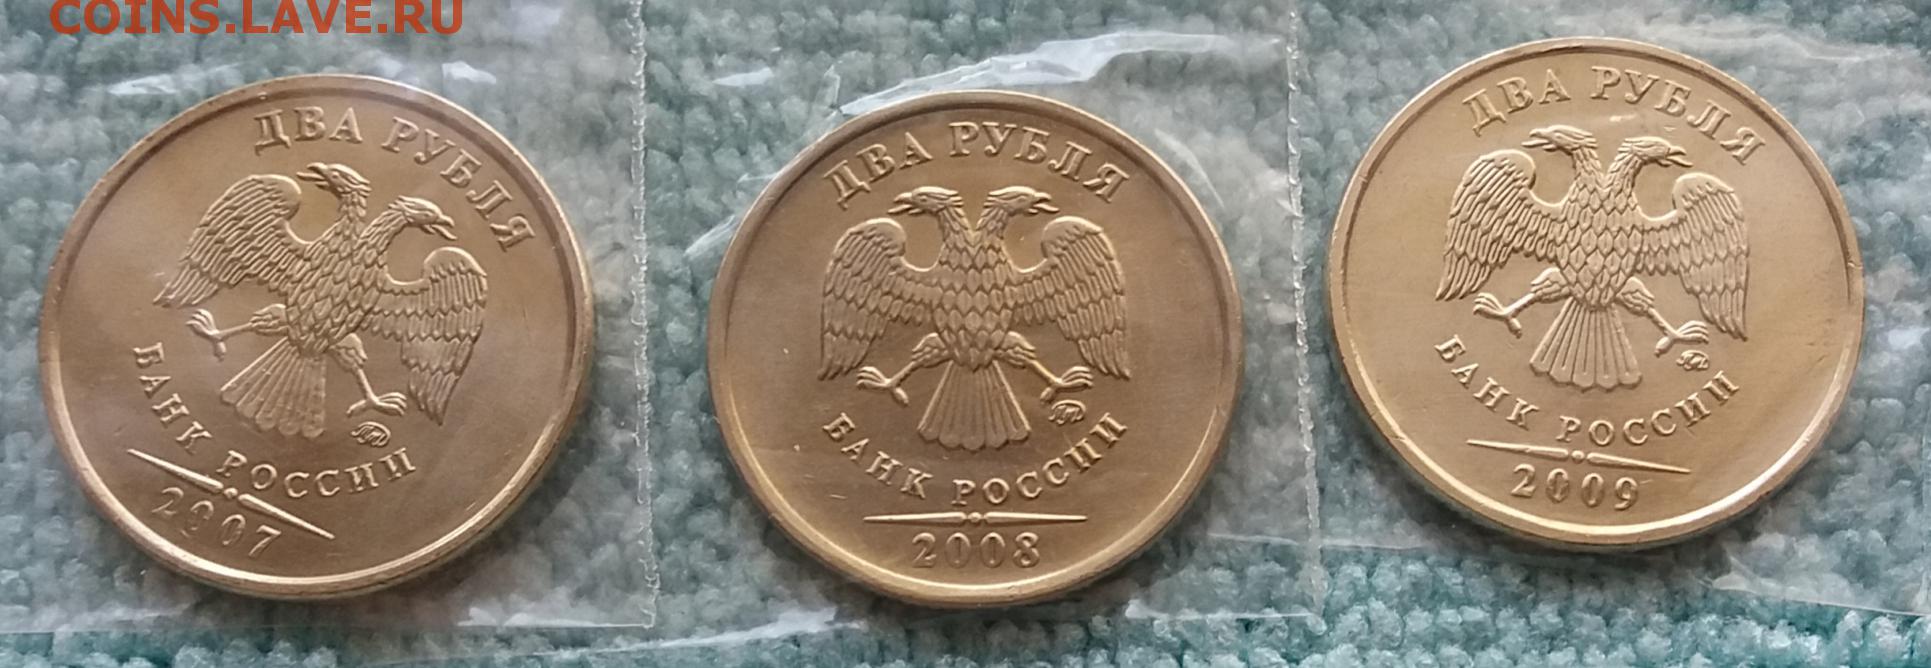 COINS.LAVE.RU
ДВА РУБЛЯ
БАНК РОССИИ
2007
ДВА РУБЛЯ
БАНК РОССИИ
2008
ДВА РУБЛЯ
БАНК РОССИИ
2009